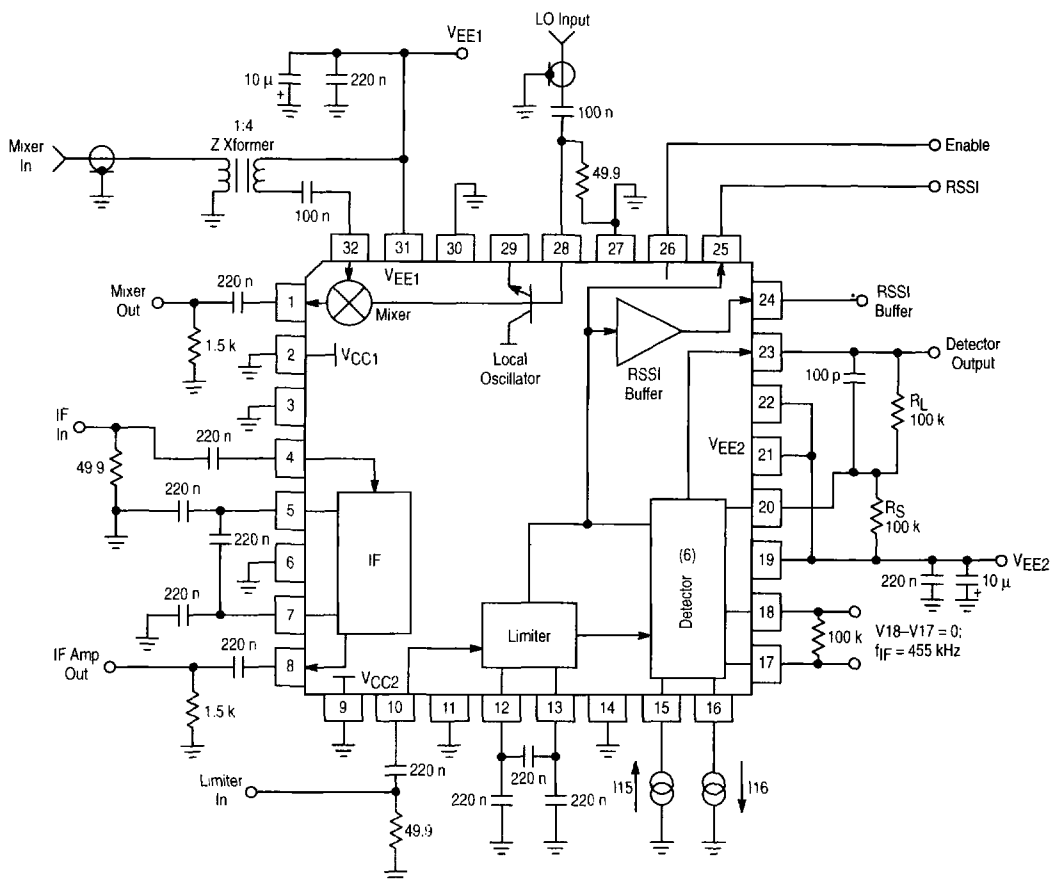 LO Input
VEE1
10 µ
+
220 n
100 n
1:4
Z Xformer
Mixer
In
100 n
49.9
Enable
RSSI
32
31
30
29
28
27
26
25
VEE1
Mixer
Out
220 n
1
Mixer
24
RSSI
Buffer
1.5 k
2
VCC1
Local
Oscillator
RSSI
Buffer
23
Detector
Output
100 p
RL
100 k
3
22
IF
In
220 n
4
VEE2
21
49 9
220 n
5
20
RS
100 k
220 n
IF
(6)
Detector
6
19
VEE2
220 n
10 µ
+
220 n
7
Limiter
18
100 k
V18–V17 = 0;
fIF = 455 kHz
IF Amp
Out
220 n
8
17
VCC2
1.5 k
9
10
11
12
13
14
15
16
220 n
220 n
220 n
220 n
I15
I16
Limiter
In
49.9